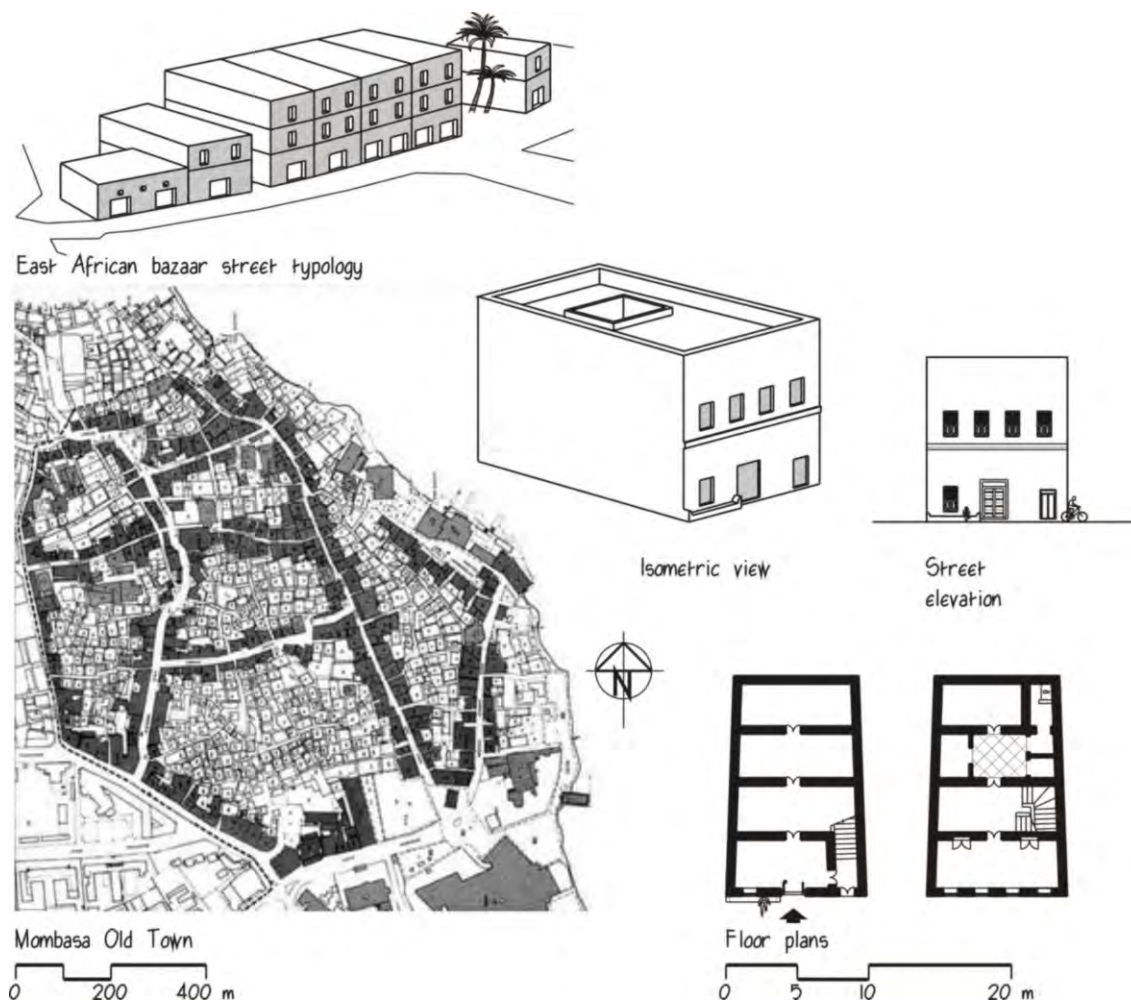 East African bazaar street typology
Isometric view
Street
elevation
N
Mombasa Old Town
0 200 400 m
Floor plans
0 5 10 20 m